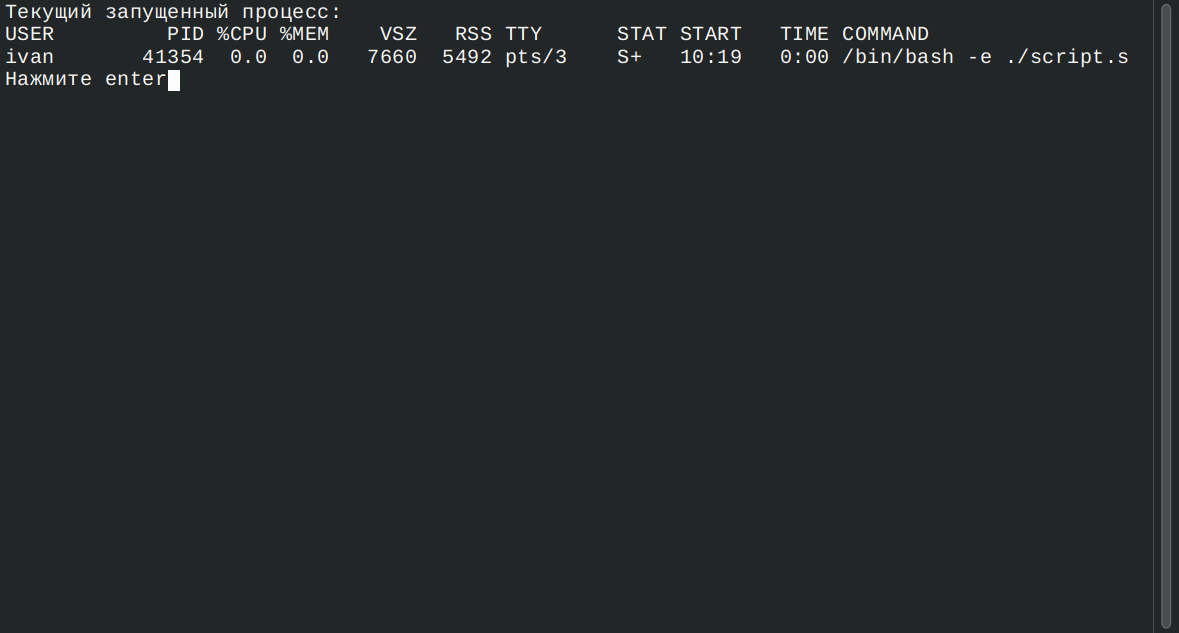 Текущий запущенный процесс:
USER         PID %CPU %MEM    VSZ   RSS TTY      STAT START   TIME COMMAND
ivan       41354  0.0  0.0   7660  5492 pts/3    S+   10:19   0:00 /bin/bash -e ./script.s
Нажмите enter